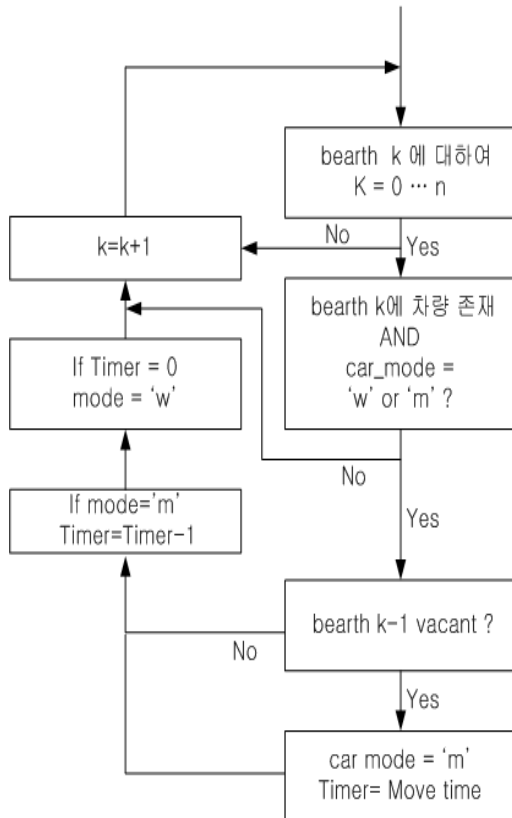 bearth k 에 대하여
K = 0 … n
No
Yes
k=k+1
bearth k에 차량 존재
AND
car_mode =
'w' or 'm' ?
If Timer = 0
mode = 'w'
No
Yes
If mode='m'
Timer=Timer-1
bearth k-1 vacant ?
No
Yes
car mode = 'm'
Timer= Move time